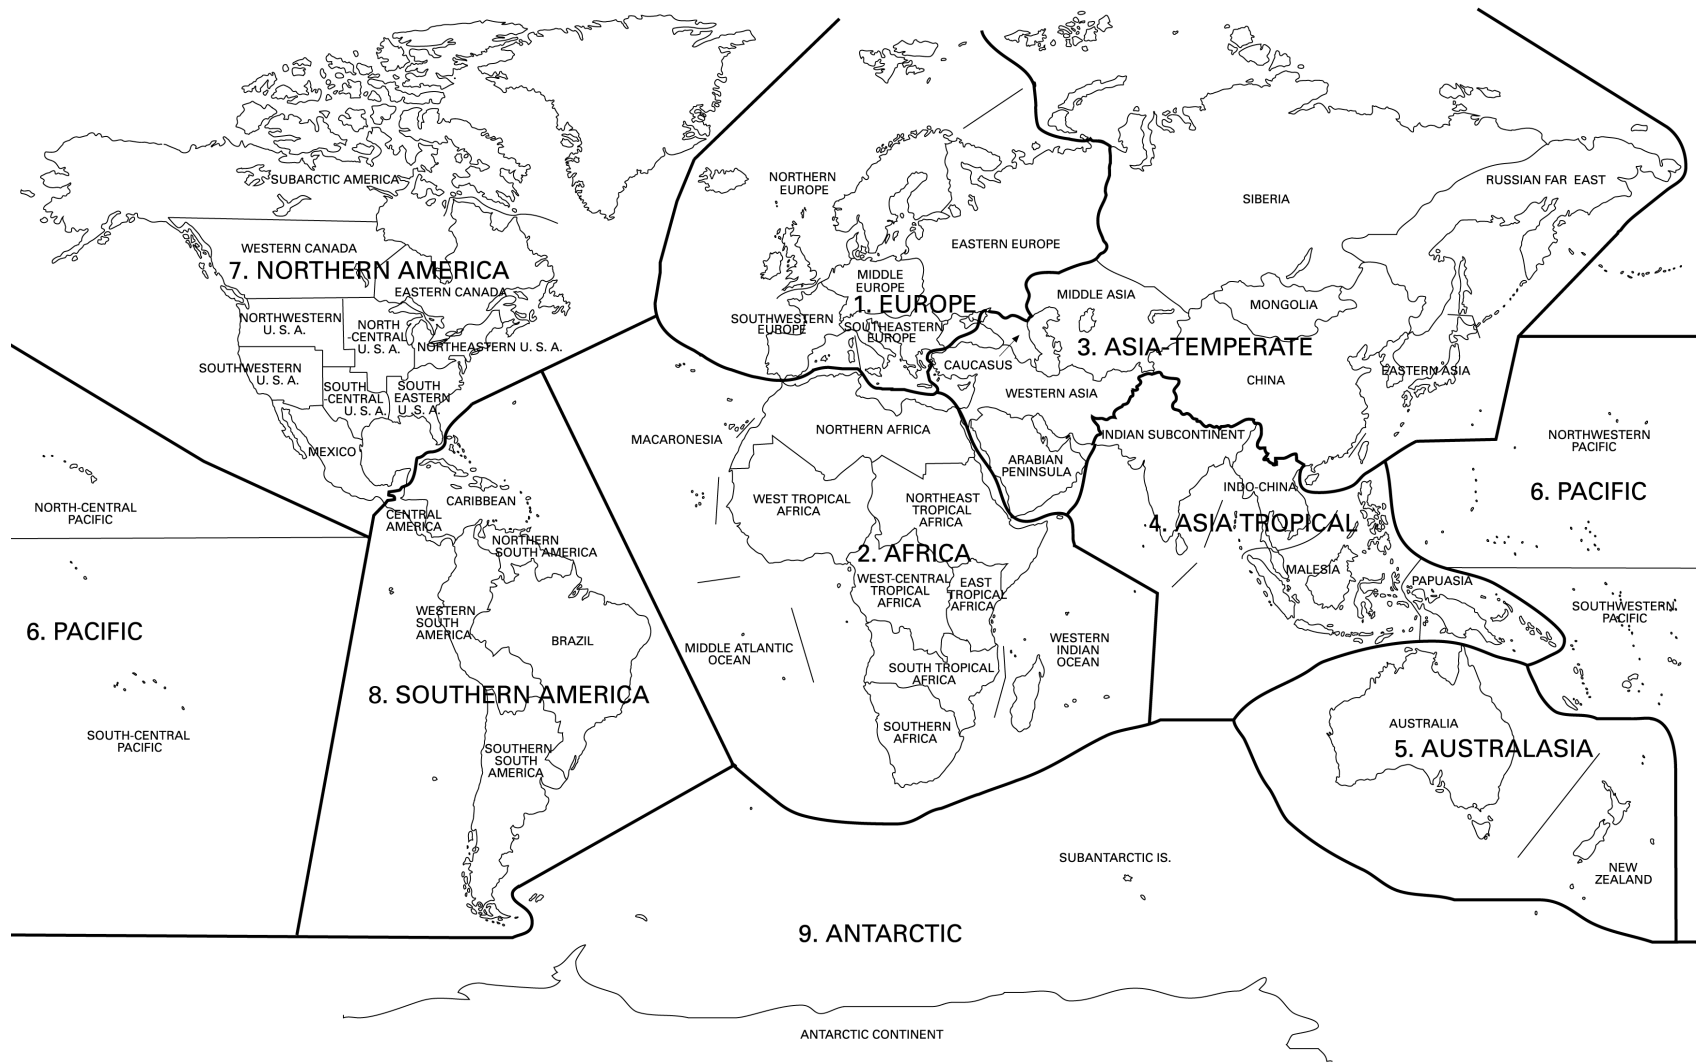 SUBARCTIC AMERICA
WESTERN CANADA
7. NORTHERN AMERICA
EASTERN CANADA
NORTHWESTERN
U. S. A.
NORTH
-CENTRAL
U. S. A.
NORTHEASTERN U. S. A.
SOUTHWESTERN
U. S. A.
SOUTH
-CENTRAL
U. S. A.
SOUTH
EASTERN
U. S. A.
MEXICO
NORTHERN
EUROPE
EASTERN EUROPE
MIDDLE
EUROPE
1. EUROPE
SOUTHWESTERN
EUROPE
SOUTHEASTERN
EUROPE
SIBERIA
RUSSIAN FAR EAST
MIDDLE ASIA
MONGOLIA
3. ASIA-TEMPERATE
CAUCASUS
WESTERN ASIA
CHINA
EASTERN ASIA
ARABIAN
PENINSULA
INDIAN SUBCONTINENT
INDO-CHINA
4. ASIA TROPICAL
MALESIA
PAPUASIA
NORTHWESTERN
PACIFIC
6. PACIFIC
SOUTHWESTERN
PACIFIC
MACARONESIA
NORTHERN AFRICA
WEST TROPICAL
AFRICA
NORTHEAST
TROPICAL
AFRICA
2. AFRICA
WEST-CENTRAL
TROPICAL
AFRICA
EAST
TROPICAL
AFRICA
MIDDLE ATLANTIC
OCEAN
WESTERN
INDIAN
OCEAN
SOUTH TROPICAL
AFRICA
SOUTHERN
AFRICA
NORTH-CENTRAL
PACIFIC
6. PACIFIC
SOUTH-CENTRAL
PACIFIC
CARIBBEAN
CENTRAL
AMERICA
NORTHERN
SOUTH AMERICA
WESTERN
SOUTH
AMERICA
BRAZIL
8. SOUTHERN AMERICA
SOUTHERN
SOUTH
AMERICA
AUSTRALIA
5. AUSTRALASIA
NEW
ZEALAND
SUBANTARCTIC IS.
9. ANTARCTIC
ANTARCTIC CONTINENT